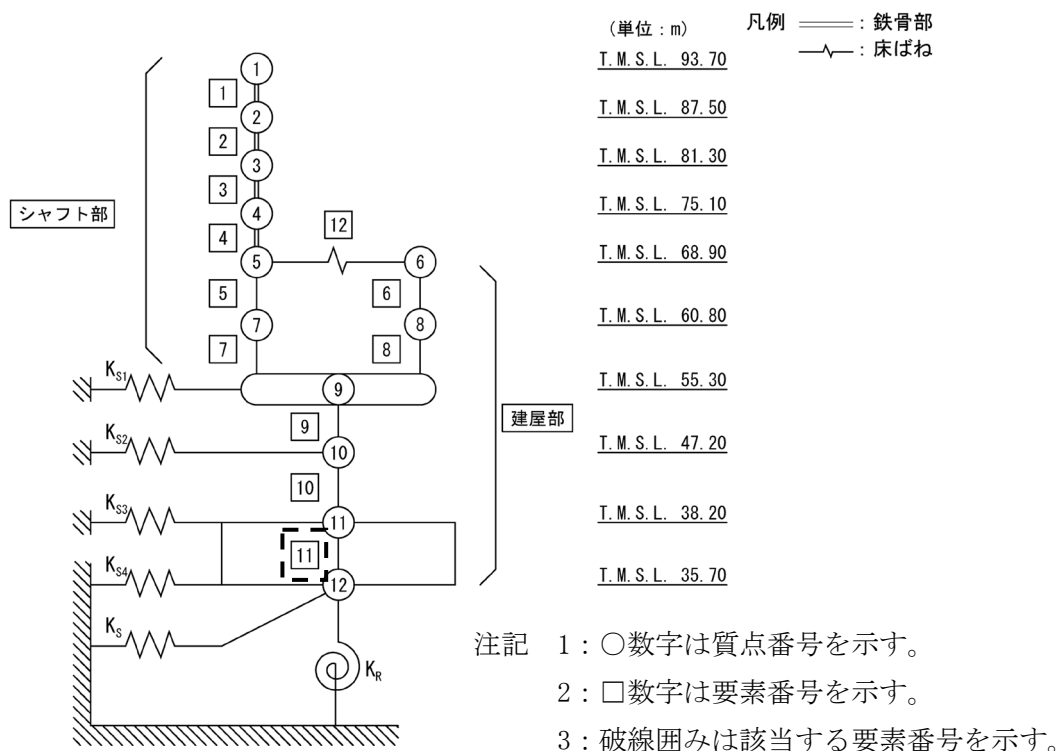 (単位：m)
凡例 ：鉄骨部
：床ばね
T.M.S.L. 93.70
T.M.S.L. 87.50
T.M.S.L. 81.30
T.M.S.L. 75.10
T.M.S.L. 68.90
T.M.S.L. 60.80
T.M.S.L. 55.30
T.M.S.L. 47.20
T.M.S.L. 38.20
T.M.S.L. 35.70
シャフト部
建屋部
1
1
2
2
3
3
4
4
5
12
6
5
6
7
8
7
8
KS1
9
9
KS2
10
10
KS3
11
11
KS4
12
KS
KR
注記 1：○数字は質点番号を示す。
2：□数字は要素番号を示す。
3：破線囲みは該当する要素番号を示す。